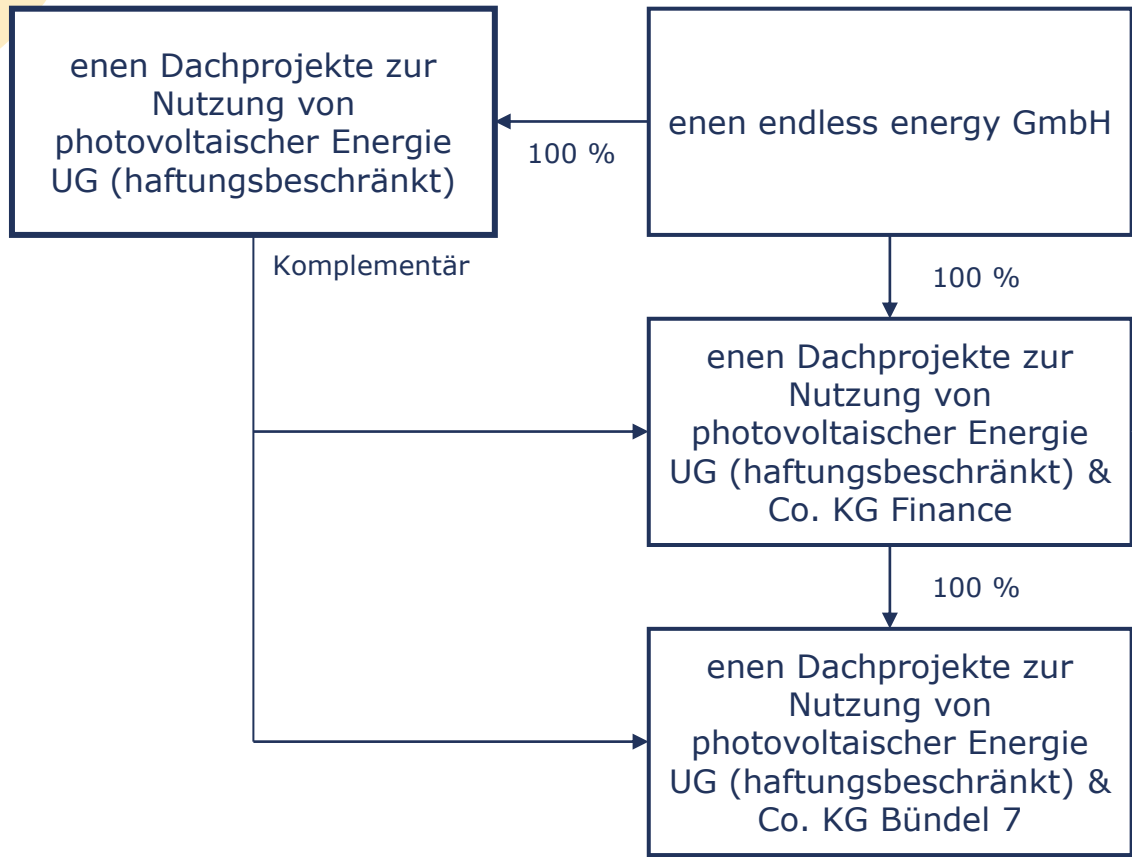 enen Dachprojekte zur
Nutzung von
photovoltaischer Energie
UG (haftungsbeschränkt)
100 %
enen endless energy GmbH
Komplementär
100 %
enen Dachprojekte zur
Nutzung von
photovoltaischer Energie
UG (haftungsbeschränkt) &
Co. KG Finance
100 %
enen Dachprojekte zur
Nutzung von
photovoltaischer Energie
UG (haftungsbeschränkt) &
Co. KG Bündel 7